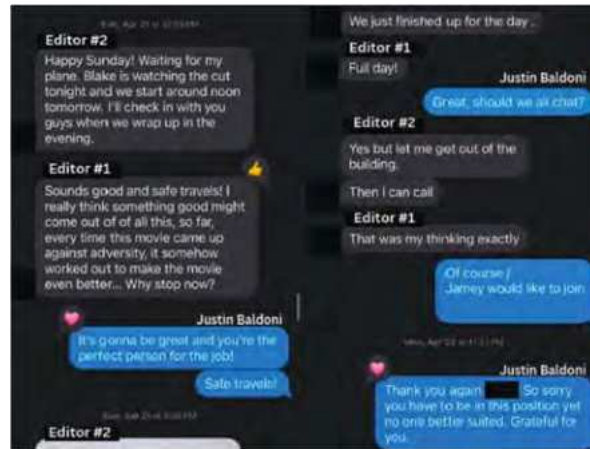 Sun, Apr 21 at
Editor #2
Happy Sunday! Waiting for my
plane. Blake is watching the cut
tonight and we start around noon
tomorrow. I'll check in with you
guys when we wrap up in the
evening.
Editor #1
Sounds good and safe travels! I
really think something good might
come out of of all this, so far,
every time this movie came up
against adversity, it somehow
worked out to make the movie
even better... Why stop now?
Justin Baldoni
It's gonna be great and you're the
perfect person for the job!
Safe travels!
Editor #2
We just finished up for the day .
Editor #1
Full day!
Justin Baldoni
Great, should we all chat?
Editor #2
Yes but let me get out of the
building.
Then I can call
Editor #1
That was my thinking exactly
Of course /
Jamey would like to join
Mon, Apr
Justin Baldoni
Thank you again So sorry
you have to be in this position yet
no one better suited. Grateful for
you.